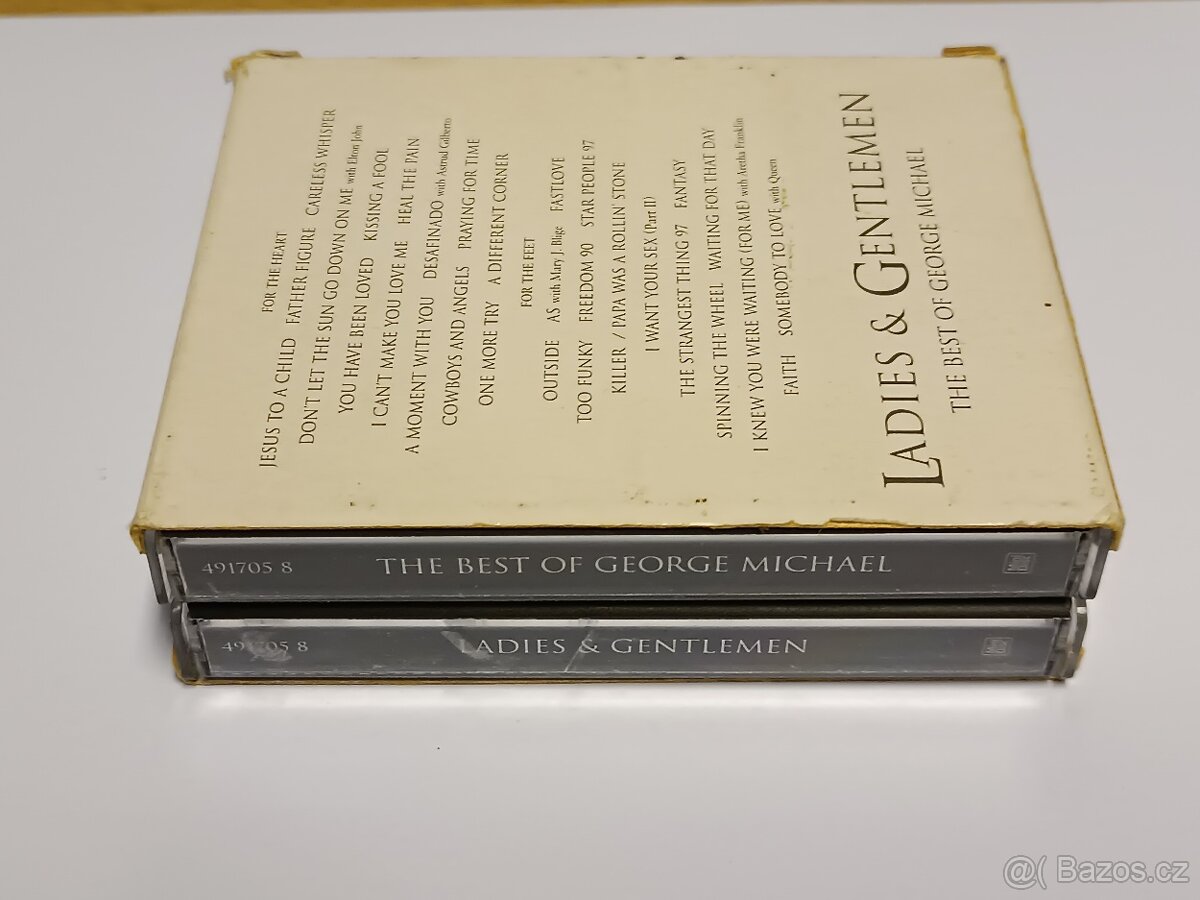 FOR THE HEART
JESUS TO A CHILD FATHER FIGURE CARELESS WHISPER
DON'T LET THE SUN GO DOWN ON ME with Elton John
YOU HAVE BEEN LOVED KISSING A FOOL
I CAN'T MAKE YOU LOVE ME HEAL THE PAIN
A MOMENT WITH YOU DESAFINADO with Astrud Gilberto
COWBOYS AND ANGELS PRAYING FOR TIME
ONE MORE TRY A DIFFERENT CORNER
FOR THE FEET
OUTSIDE AS with Mary J. Blige FASTLOVE
TOO FUNKY FREEDOM 90 STAR PEOPLE 97
KILLER / PAPA WAS A ROLLIN' STONE
I WANT YOUR SEX (Part II)
THE STRANGEST THING 97 FANTASY
SPINNING THE WHEEL WAITING FOR THAT DAY
I KNEW YOU WERE WAITING (FOR ME) with Aretha Franklin
FAITH SOMEBODY TO LOVE with Queen
LADIES & GENTLEMEN
THE BEST OF GEORGE MICHAEL
491705 8 THE BEST OF GEORGE MICHAEL
491705 8 LADIES & GENTLEMEN
@( Bazos.cz